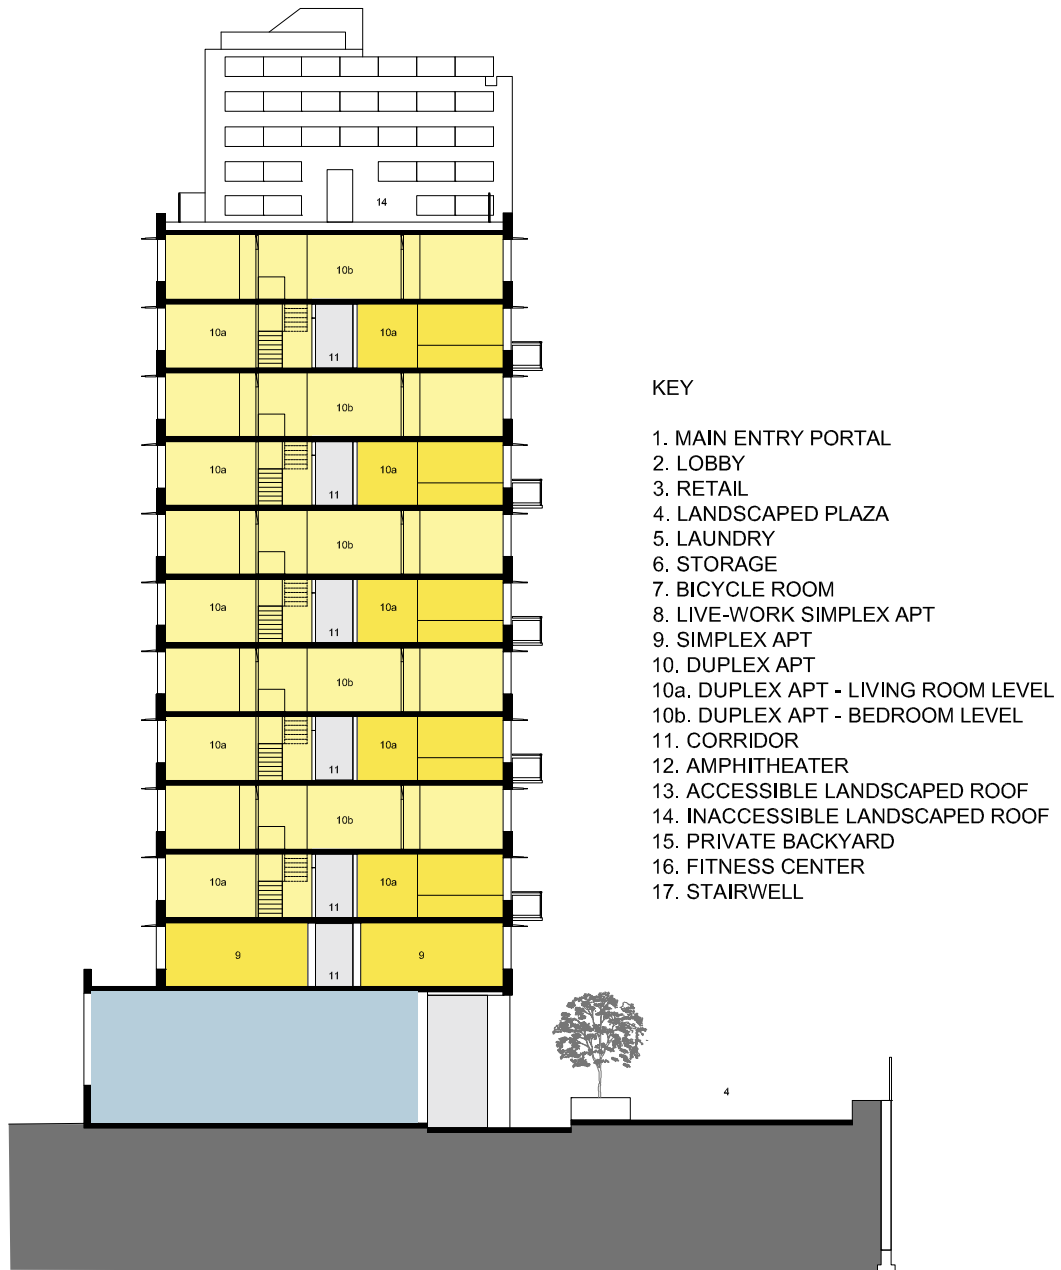 14
10b
10a
10a
11
10b
10a
10a
11
10b
10a
10a
11
10b
10a
10a
11
10b
10a
10a
11
9
9
11
4
KEY
1. MAIN ENTRY PORTAL
2. LOBBY
3. RETAIL
4. LANDSCAPED PLAZA
5. LAUNDRY
6. STORAGE
7. BICYCLE ROOM
8. LIVE-WORK SIMPLEX APT
9. SIMPLEX APT
10. DUPLEX APT
10a. DUPLEX APT - LIVING ROOM LEVEL
10b. DUPLEX APT - BEDROOM LEVEL
11. CORRIDOR
12. AMPHITHEATER
13. ACCESSIBLE LANDSCAPED ROOF
14. INACCESSIBLE LANDSCAPED ROOF
15. PRIVATE BACKYARD
16. FITNESS CENTER
17. STAIRWELL